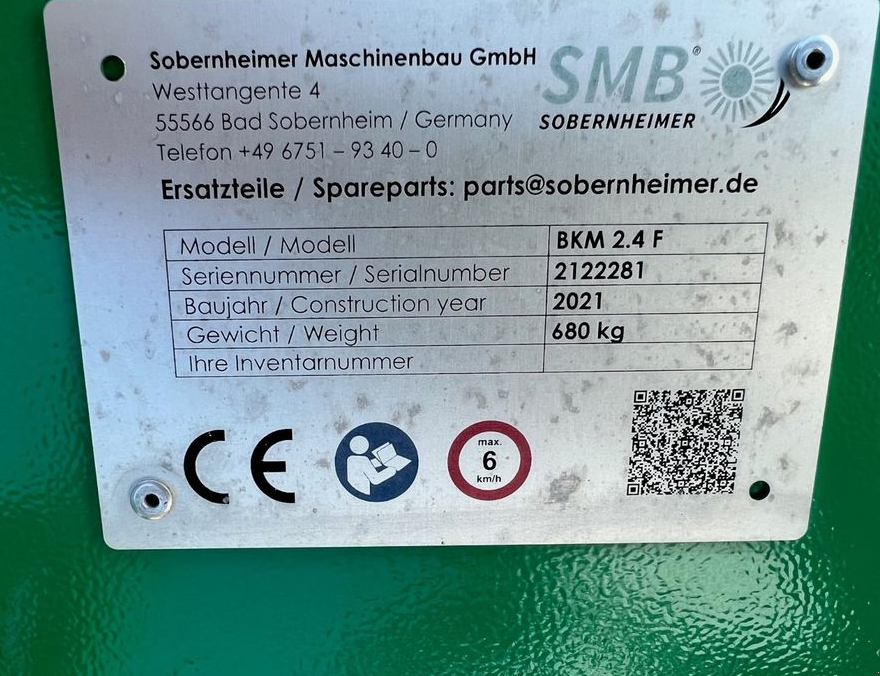 Sobernheimer Maschinenbau GmbH
Westtangente 4
55566 Bad Sobernheim / Germany
Telefon +49 6751 – 93 40 – 0
SMB®
SOBERNHEIMER
Ersatzteile / Spareparts: parts@sobernheimer.de
Modell / Modell BKM 2.4 F
Seriennummer / Serialnumber 2122281
Baujahr / Construction year 2021
Gewicht / Weight 680 kg
Ihre Inventarnummer
CE
max.
6
km/h